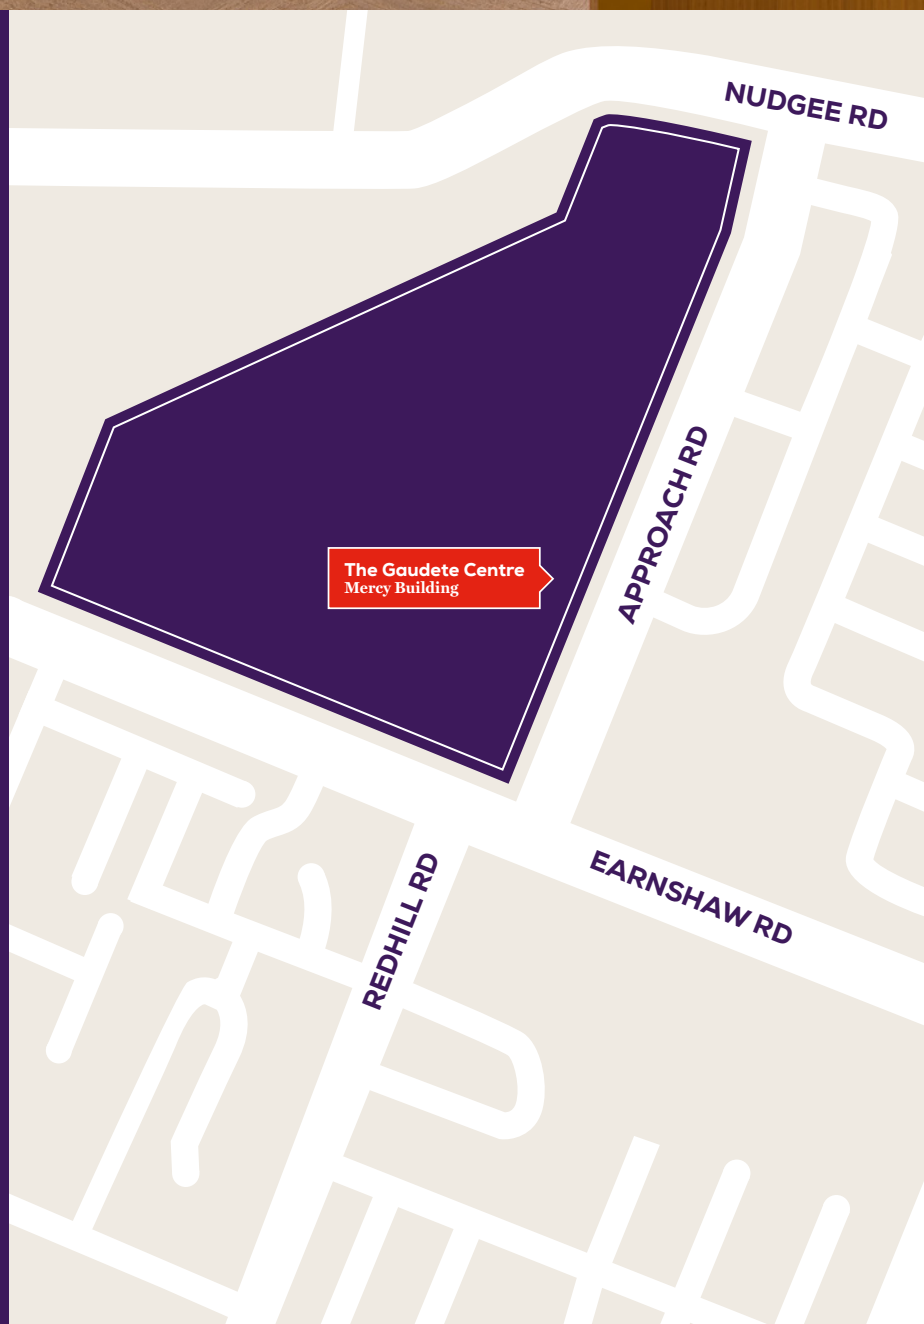 NUDGEE RD
APPROACH RD
The Gaudete Centre
Mercy Building
EARNSHAW RD
REDHILL RD